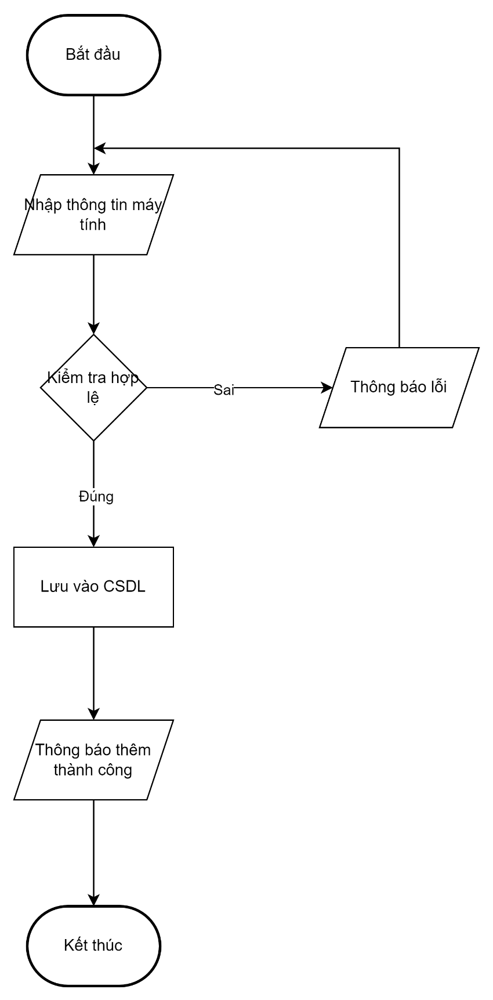 Bắt đầu
Nhập thông tin máy
tính
Kiểm tra hợp
lệ
Sai
Thông báo lỗi
Đúng
Lưu vào CSDL
Thông báo thêm
thành công
Kết thúc